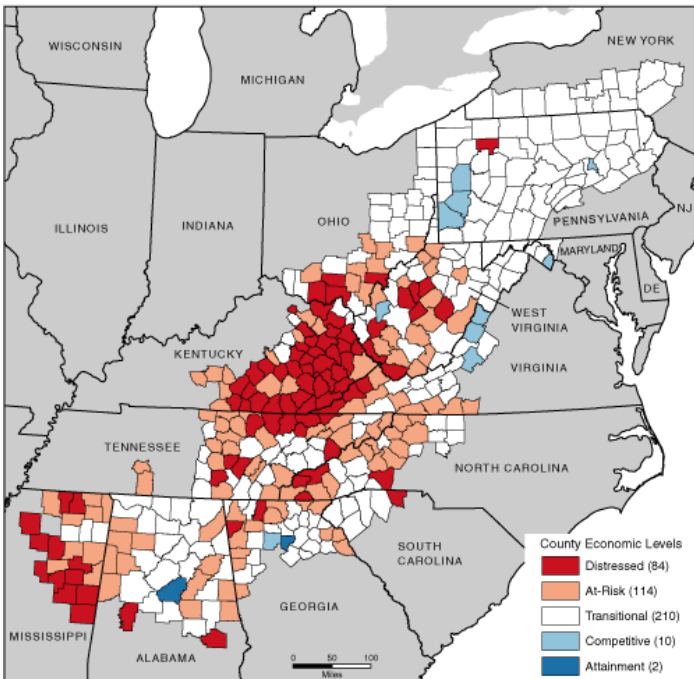 WISCONSIN
NEW YORK
MICHIGAN
ILLINOIS
INDIANA
OHIO
PENNSYLVANIA
NJ
MARYLAND
DE
WEST
VIRGINIA
KENTUCKY
VIRGINIA
TENNESSEE
NORTH CAROLINA
SOUTH
CAROLINA
GEORGIA
MISSISSIPPI
ALABAMA
0 50 100
Miles
County Economic Levels
Distressed (84)
At-Risk (114)
Transitional (210)
Competitive (10)
Attainment (2)